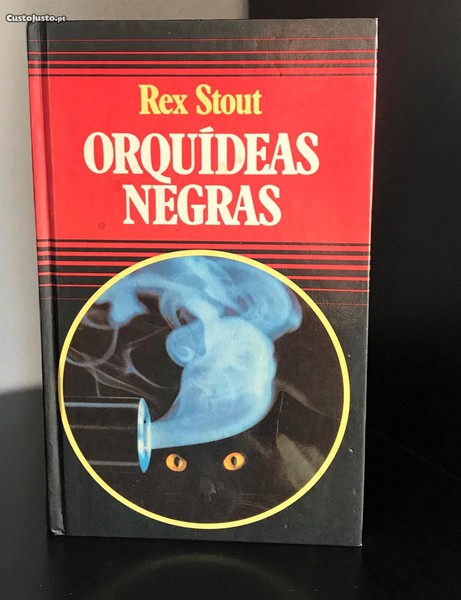 CustoJusto.pt
Rex Stout
ORQUÍDEAS
NEGRAS